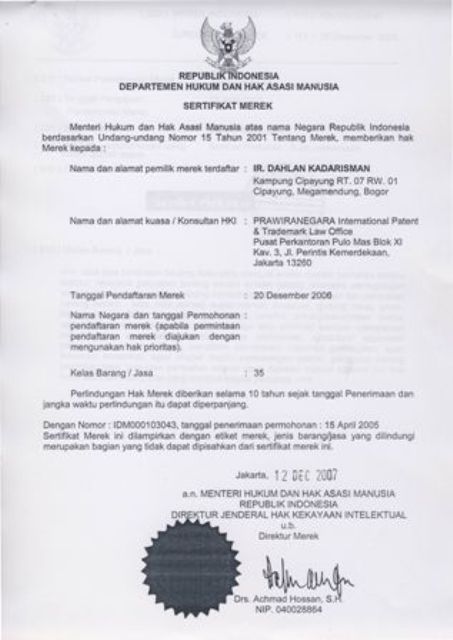 REPUBLIK INDONESIA
DEPARTEMEN HUKUM DAN HAK ASASI MANUSIA
SERTIFIKAT MEREK
Menteri Hukum dan Hak Asasi Manusia atas nama Negara Republik Indonesia
berdasarkan Undang-undang Nomor 15 Tahun 2001 Tentang Merek, memberikan hak
Merek kepada :
Nama dan alamat pemilik merek terdaftar : IR. DAHLAN KADARISMAN
Kampung Cipayung RT. 07 RW. 01
Cipayung, Megamendung, Bogor
Nama dan alamat kuasa / Konsultan HKI : PRAWIRANEGARA International Patent
& Trademark Law Office
Pusat Perkantoran Pulo Mas Blok XI
Kav. 3, Jl. Perintis Kemerdekaan,
Jakarta 13260
Tanggal Pendaftaran Merek : 20 Desember 2006
Nama Negara dan tanggal Permohonan :
pendaftaran merek (apabila permintaan
pendaftaran merek diajukan dengan
mengunakan hak prioritas).
Kelas Barang / Jasa : 35
Perlindungan Hak Merek diberikan selama 10 tahun sejak tanggal Penerimaan dan
jangka waktu perlindungan itu dapat diperpanjang.
Dengan Nomor : IDM000103043, tanggal penerimaan permohonan : 15 April 2005
Sertifikat Merek ini dilampirkan dengan etiket merek, jenis barang/jasa yang dilindungi
merupakan bagian yang tidak dapat dipisahkan dari sertifikat merek ini.
Jakarta, 12 DEC 2007
a.n. MENTERI HUKUM DAN HAK ASASI MANUSIA
REPUBLIK INDONESIA
DIREKTUR JENDERAL HAK KEKAYAAN INTELEKTUAL
u.b.
Direktur Merek
Drs. Achmad Hossan, S.H.
NIP. 040028864